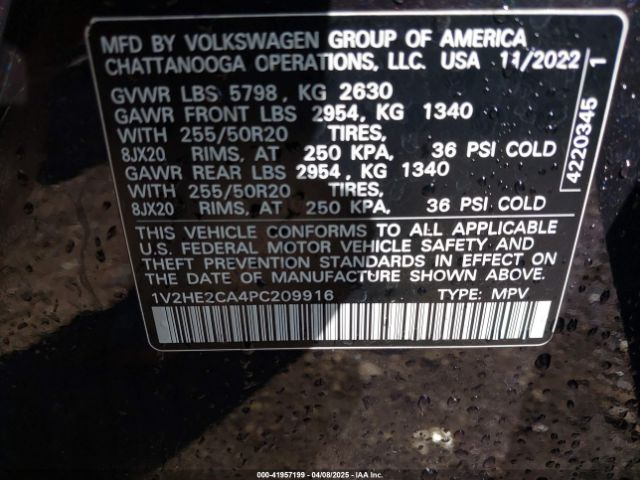 MFD BY VOLKSWAGEN GROUP OF AMERICA
CHATTANOOGA OPERATIONS, LLC. USA 11/2022
GVWR LBS 5798, KG 2630
GAWR FRONT LBS 2954, KG 1340
WITH 255/50R20 TIRES,
8JX20 RIMS, AT 250 KPA, 36 PSI COLD
GAWR REAR LBS 2954, KG 1340
WITH 255/50R20 TIRES,
8JX20 RIMS, AT 250 KPA, 36 PSI COLD
THIS VEHICLE CONFORMS TO ALL APPLICABLE
U.S. FEDERAL MOTOR VEHICLE SAFETY AND
THEFT PREVENTION STANDARDS IN EFFECT ON
THE DATE OF MANUFACTURE SHOWN ABOVE.
1V2HE2CA4PC209916 TYPE: MPV
4220345 1
000-41957199 - 04/08/2025 - IAAI Inc.